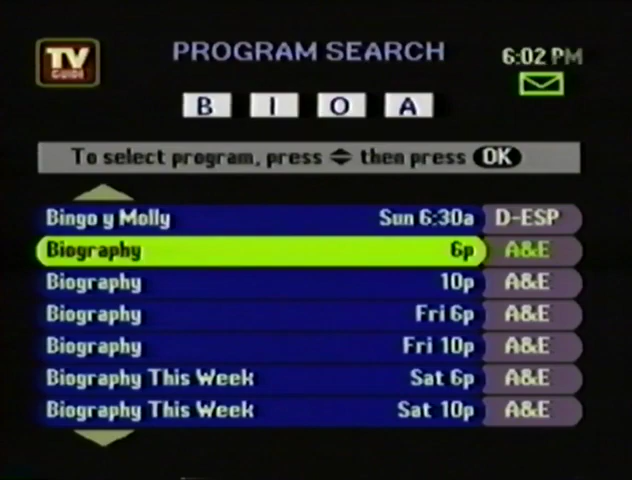 TV GUIDE
PROGRAM SEARCH
6:02 PM
B I O A
To select program, press then press OK
Bingo y Molly Sun 6:30a D-ESP
Biography 6p A&E
Biography 10p A&E
Biography Fri 6p A&E
Biography Fri 10p A&E
Biography This Week Sat 6p A&E
Biography This Week Sat 10p A&E